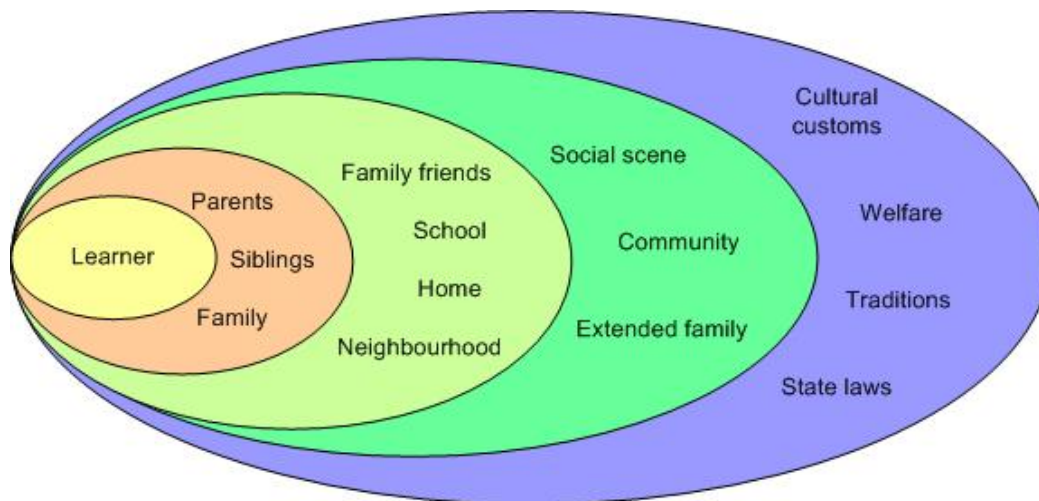 Learner
Parents
Siblings
Family
Family friends
School
Home
Neighbourhood
Social scene
Community
Extended family
Cultural
customs
Welfare
Traditions
State laws